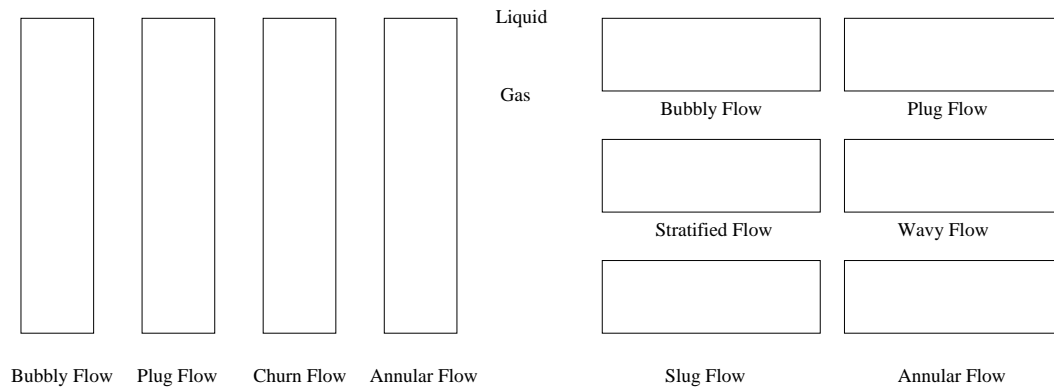 Liquid
Gas
Bubbly Flow Plug Flow Churn Flow Annular Flow
Bubbly Flow Plug Flow
Stratified Flow Wavy Flow
Slug Flow Annular Flow